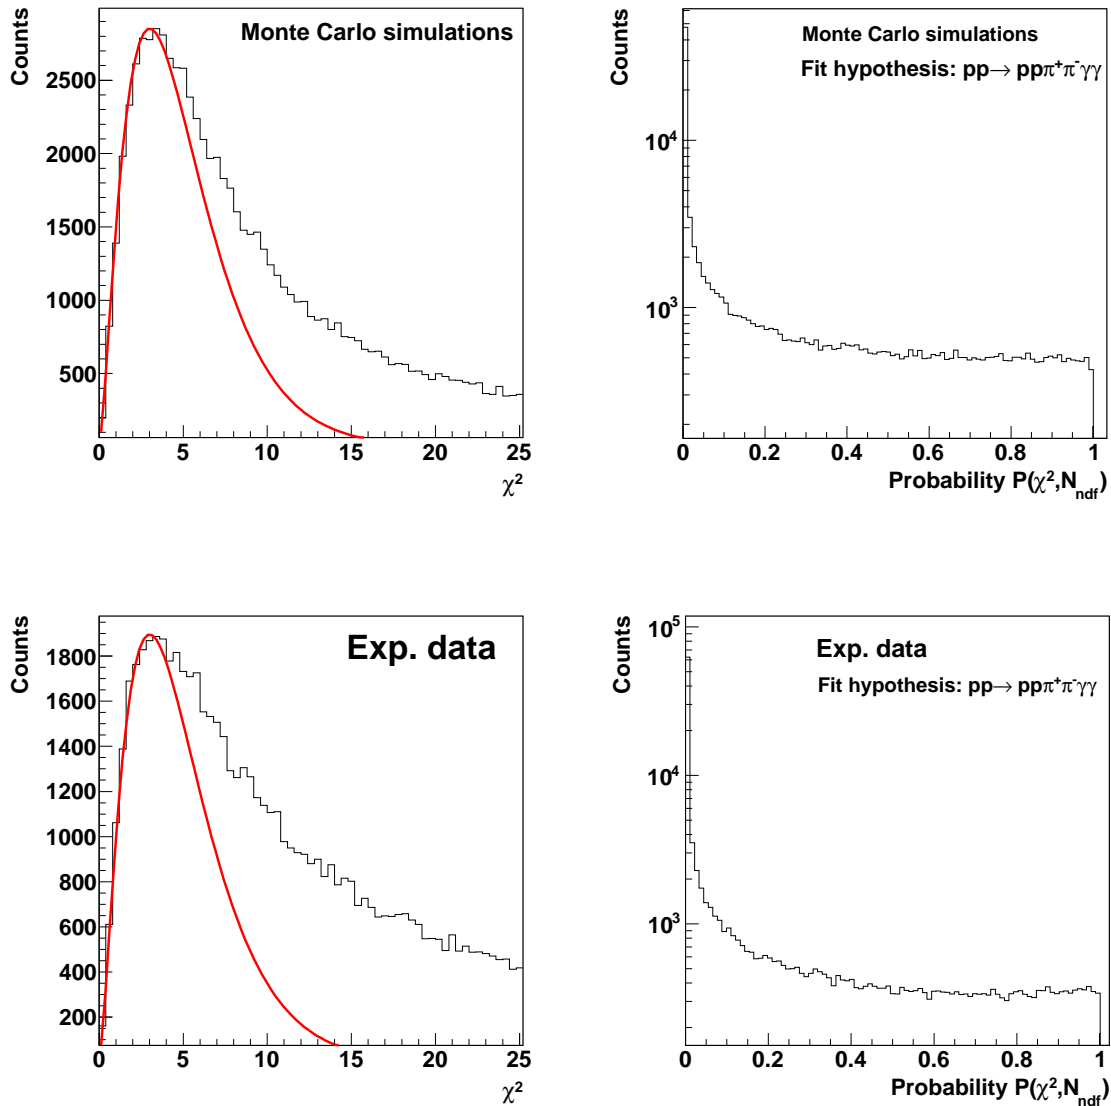 Counts
Monte Carlo simulations
2500
2000
1500
1000
500
0 5 10 15 20 25
χ²
Counts
Monte Carlo simulations
Fit hypothesis: pp→ ppπ⁺π⁻γγ
10⁴
10³
0 0.2 0.4 0.6 0.8 1
Probability P(χ²,N_ndf)
Counts
Exp. data
1800
1600
1400
1200
1000
800
600
400
200
0 5 10 15 20 25
χ²
Counts
Exp. data
Fit hypothesis: pp→ ppπ⁺π⁻γγ
10⁵
10⁴
10³
0 0.2 0.4 0.6 0.8 1
Probability P(χ²,N_ndf)